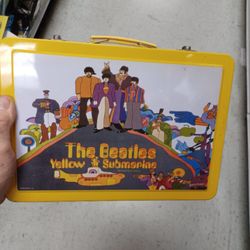 The Beatles
Yellow Submarine